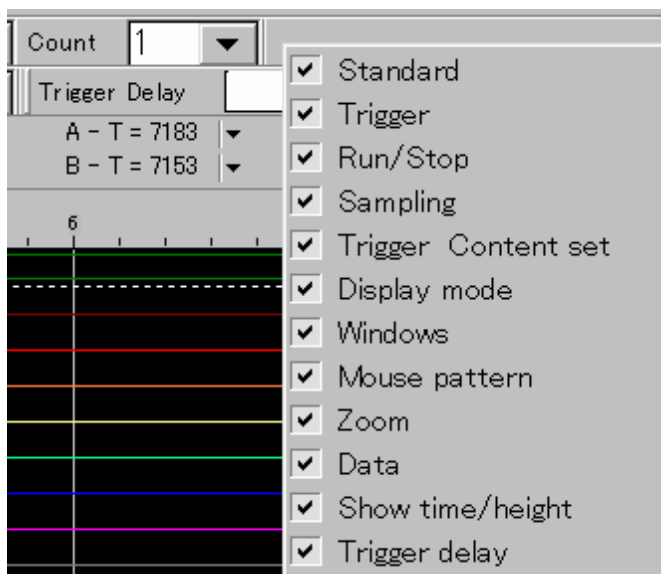 Count 1
Trigger Delay
A - T = 7183
B - T = 7153
6
Standard
Trigger
Run/Stop
Sampling
Trigger Content set
Display mode
Windows
Mouse pattern
Zoom
Data
Show time/height
Trigger delay